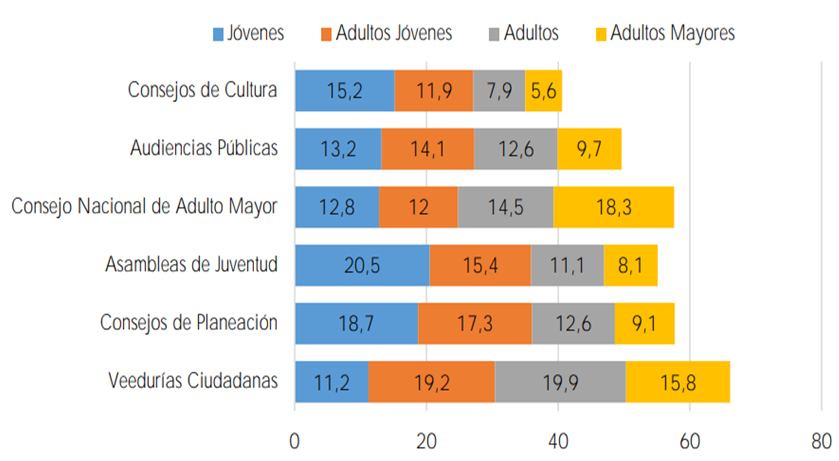 Jóvenes Adultos Jóvenes Adultos Adultos Mayores
Consejos de Cultura 15,2 11,9 7,9 5,6
Audiencias Públicas 13,2 14,1 12,6 9,7
Consejo Nacional de Adulto Mayor 12,8 12 14,5 18,3
Asambleas de Juventud 20,5 15,4 11,1 8,1
Consejos de Planeación 18,7 17,3 12,6 9,1
Veedurías Ciudadanas 11,2 19,2 19,9 15,8
0 20 40 60 80